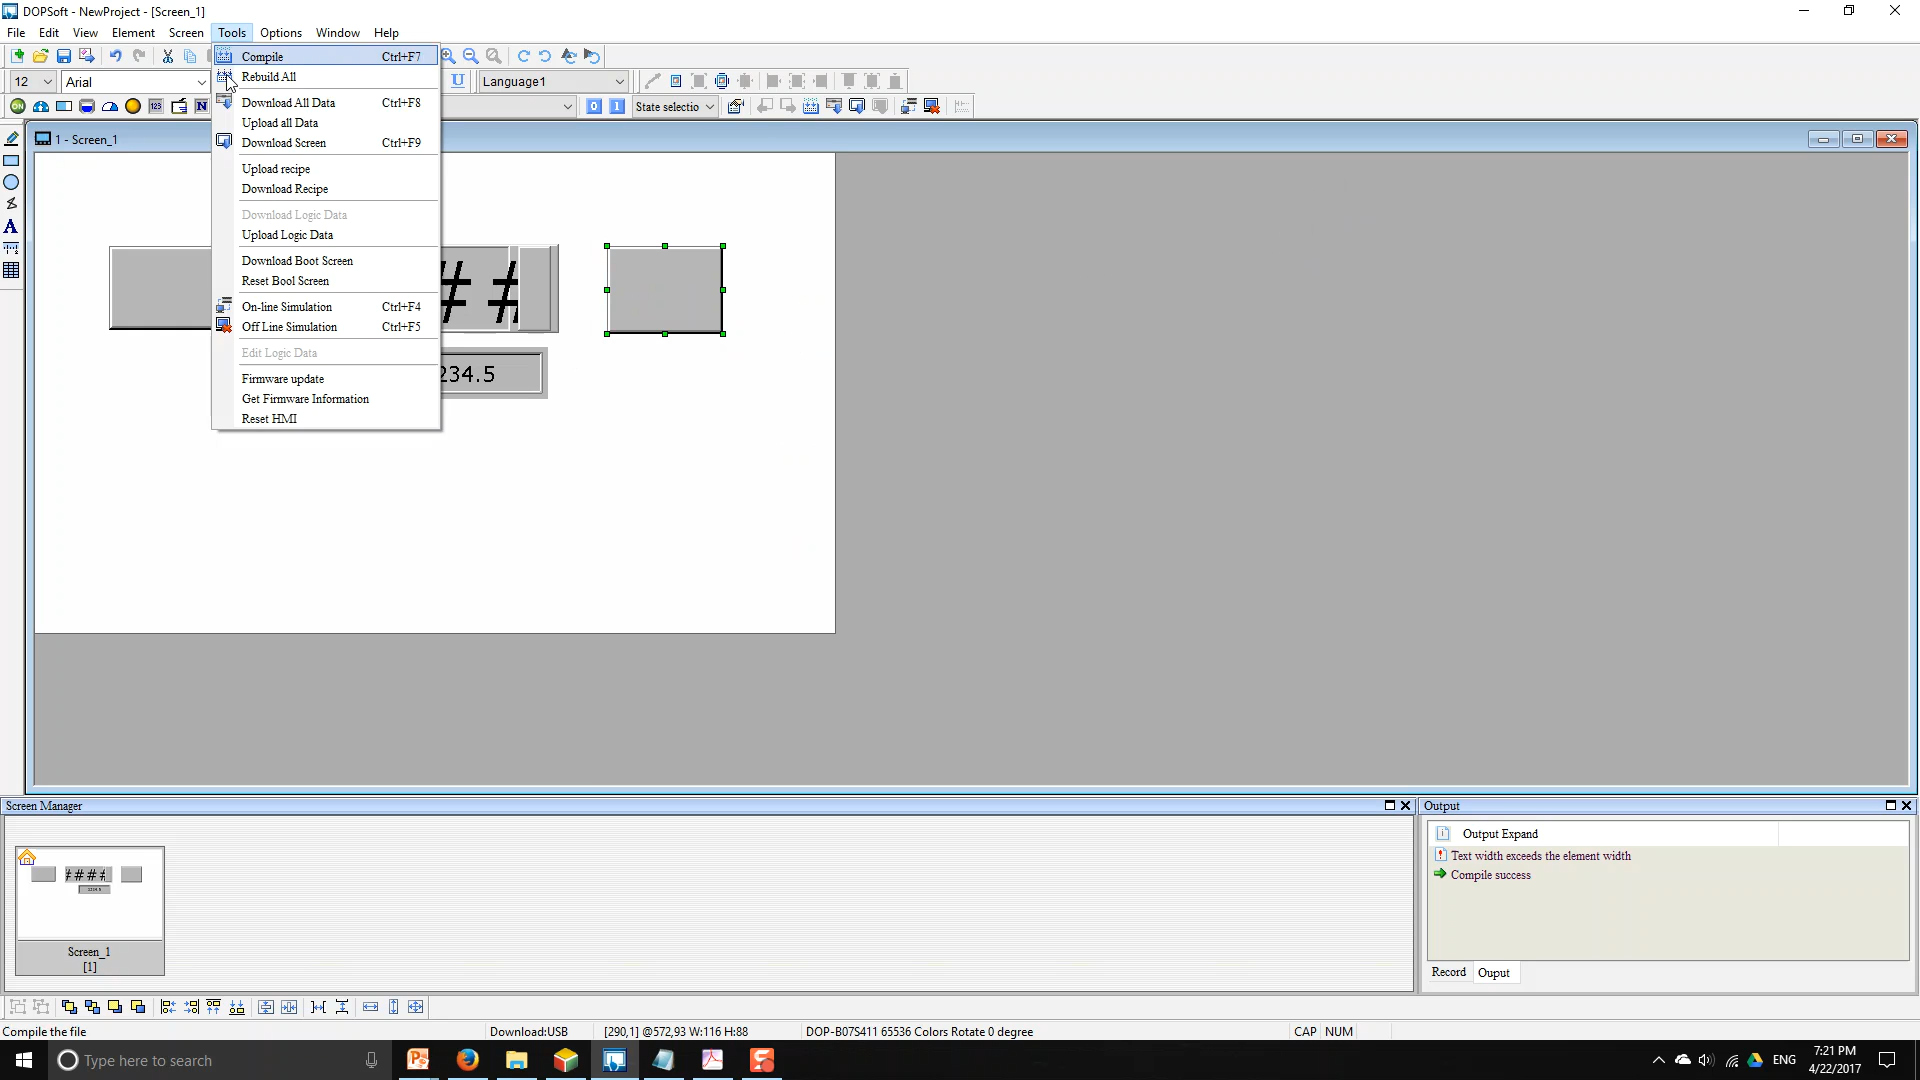 DOPSoft - NewProject - [Screen_1]
File Edit View Element Screen Tools Options Window Help
Compile Ctrl+F7
12 Arial U Language1
Rebuild All
Download All Data Ctrl+F8
ON 123 N 0 1 State selectio
Upload all Data
1 - Screen_1
Download Screen Ctrl+F9
Upload recipe
Download Recipe
Download Logic Data
A
Upload Logic Data
Download Boot Screen
Reset Bool Screen
# #
On-line Simulation Ctrl+F4
Off Line Simulation Ctrl+F5
Edit Logic Data
234.5
Firmware update
Get Firmware Information
Reset HMI
Screen Manager Output
Output Expand
Text width exceeds the element width
####
Compile success
1234.5
Screen_1
[1]
Record Ouput
Compile the file Download:USB [290,1] @572,93 W:116 H:88 DOP-B07S411 65536 Colors Rotate 0 degree CAP NUM
Type here to search ENG 7:21 PM
4/22/2017